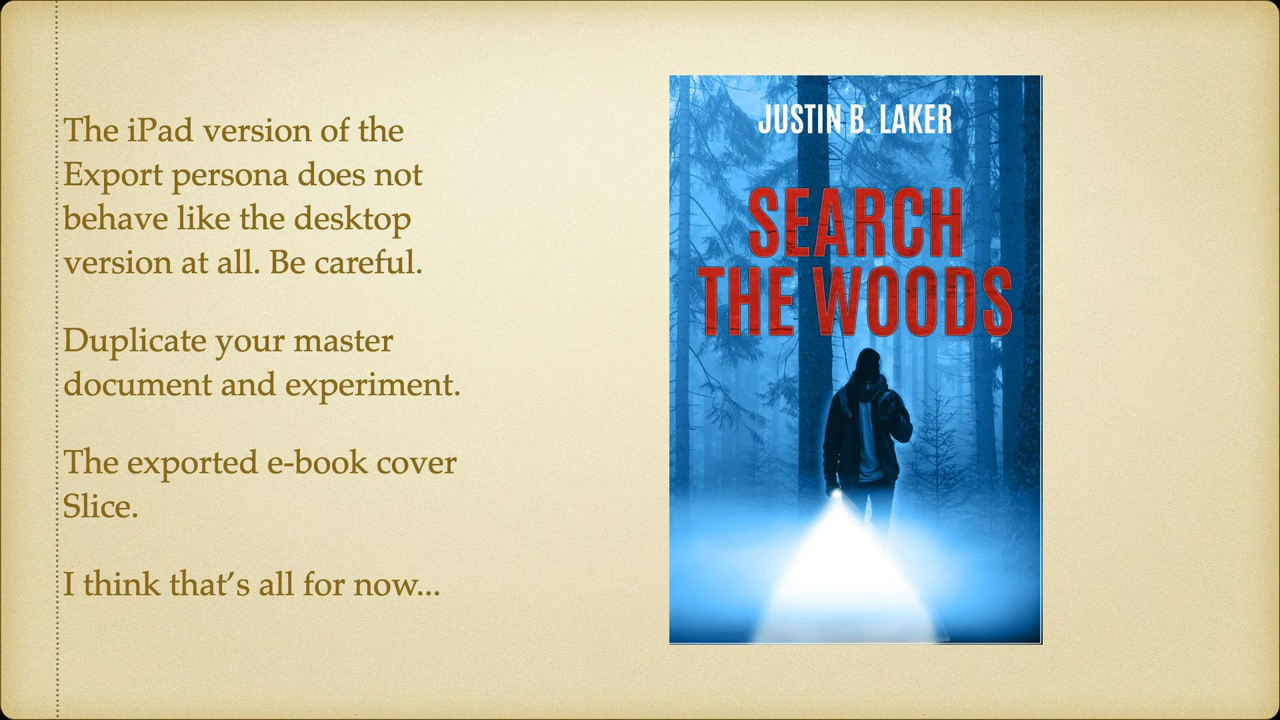 The iPad version of the
Export persona does not
behave like the desktop
version at all. Be careful.
Duplicate your master
document and experiment.
The exported e-book cover
Slice.
I think that’s all for now...
JUSTIN B. LAKER
SEARCH
THE WOODS